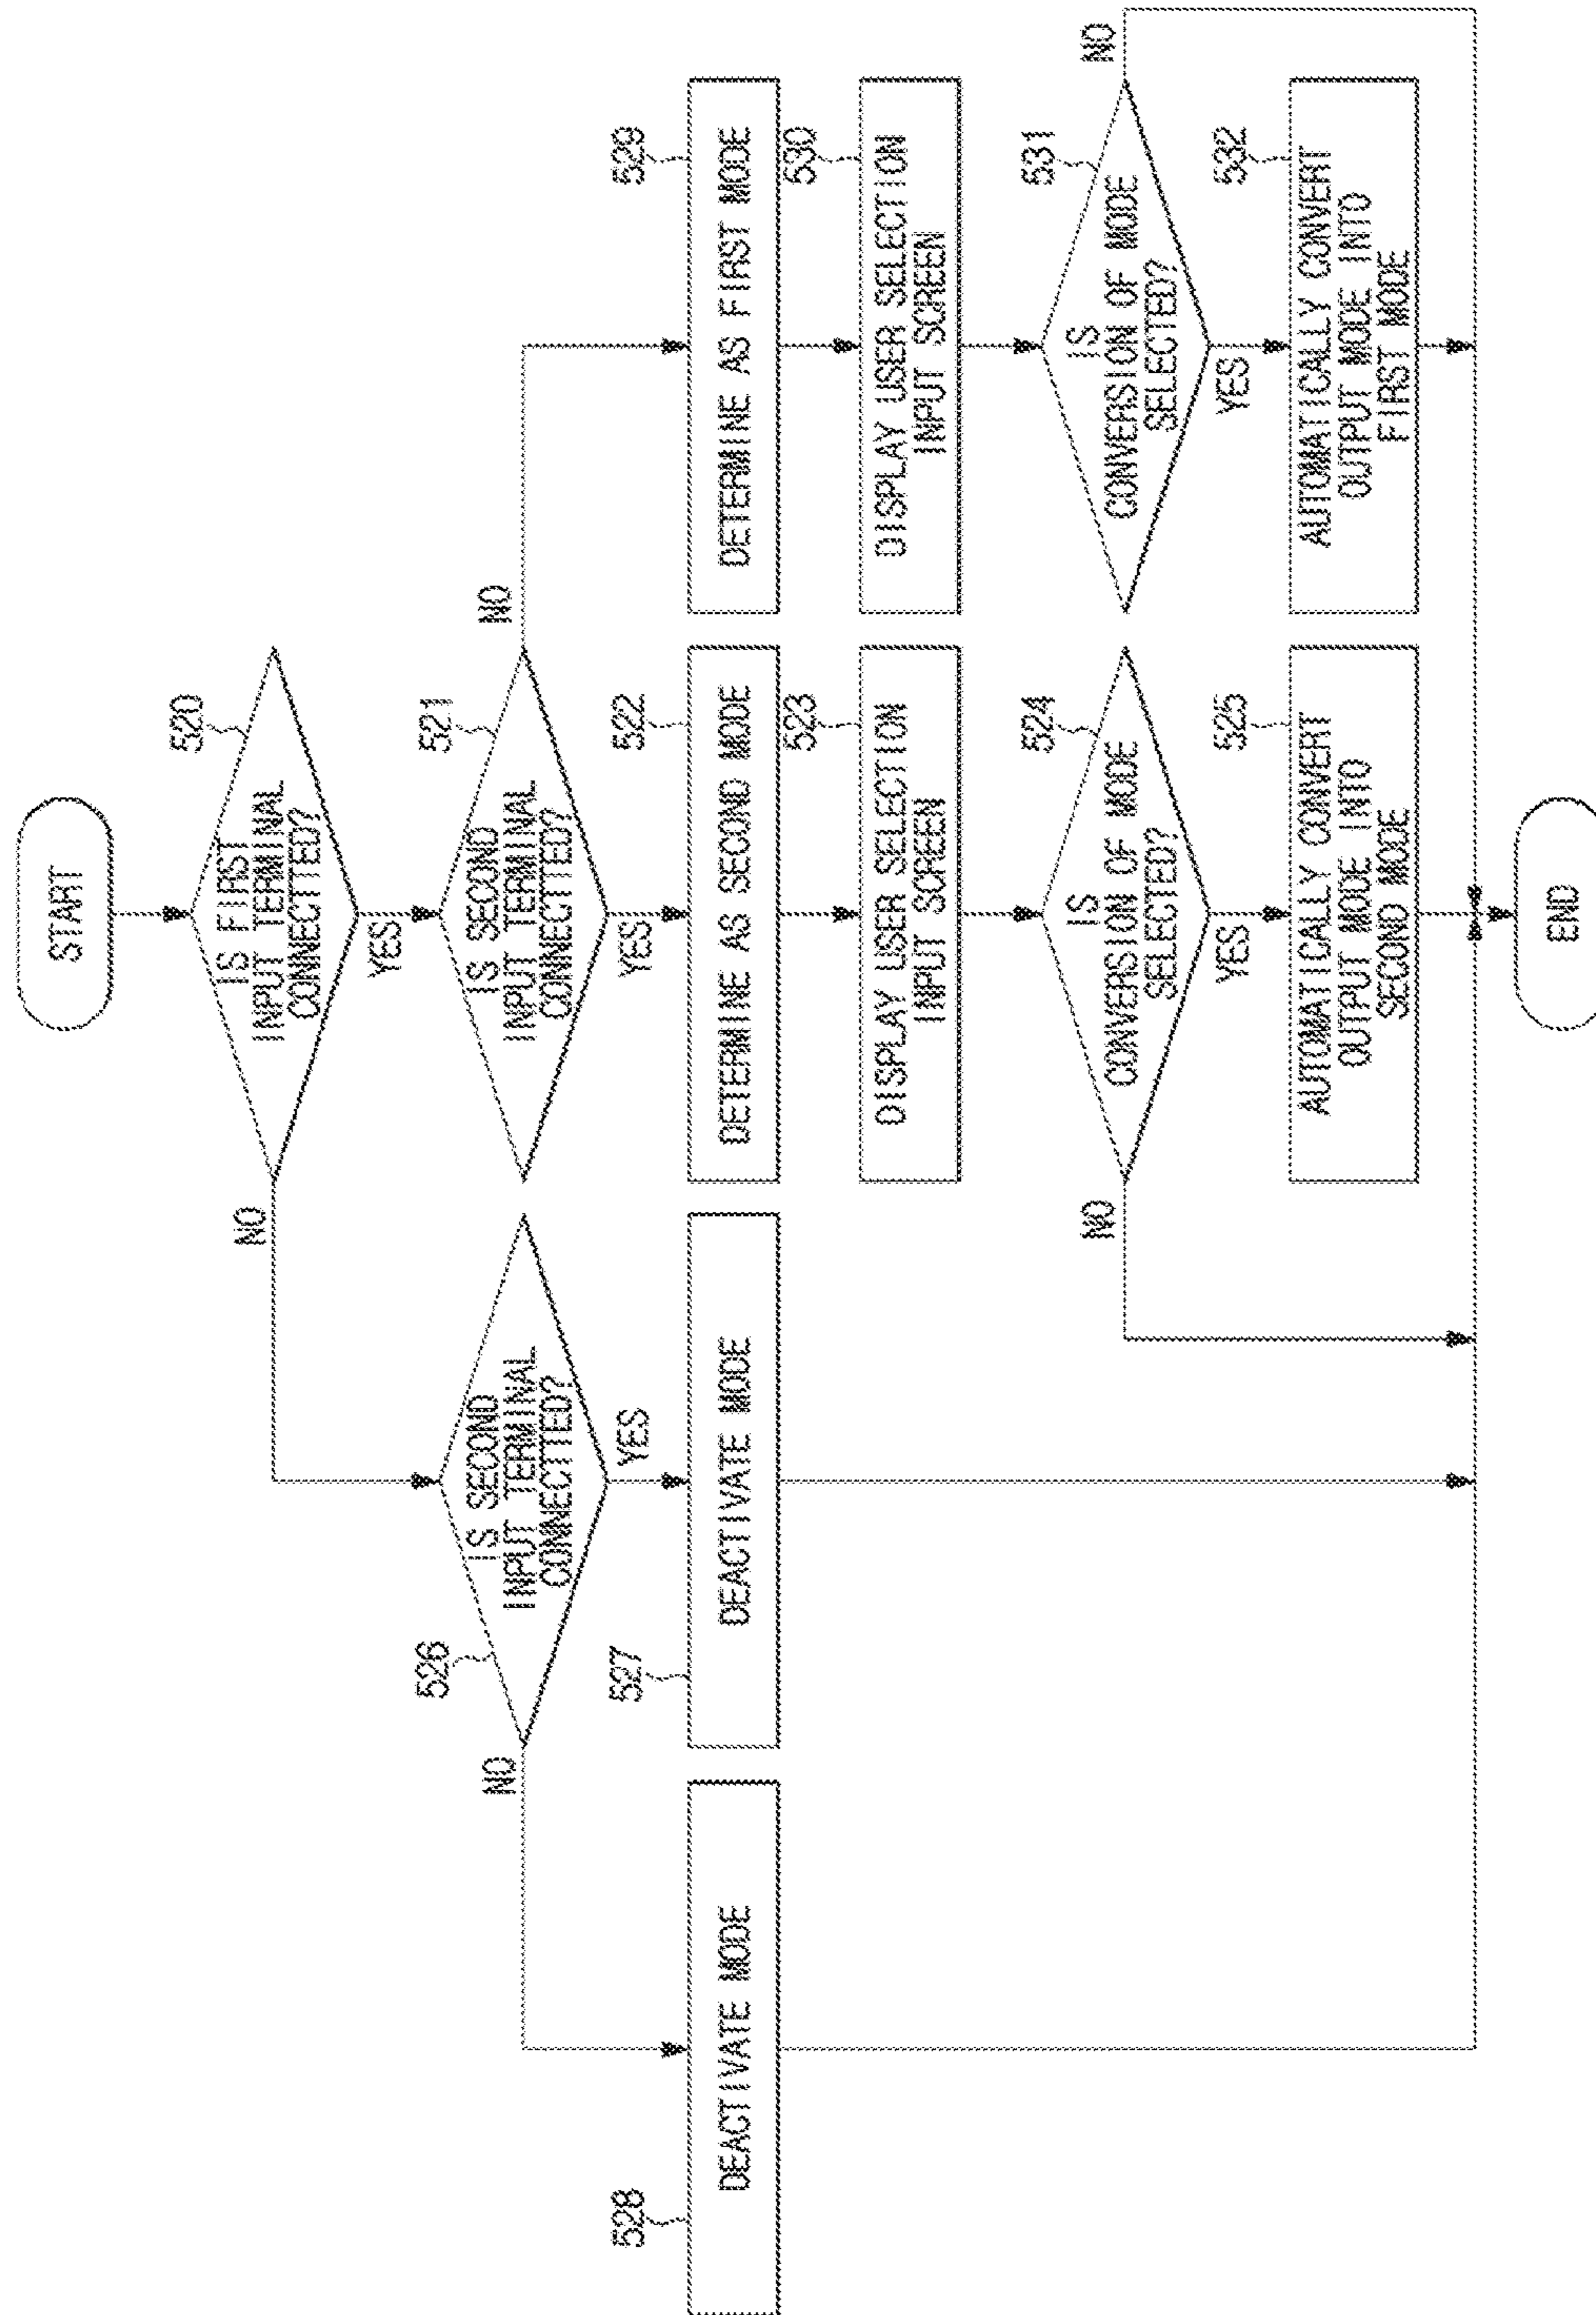 START
520
IS FIRST
INPUT TERMINAL
CONNECTTED?
NO
YES
526
IS SECOND
INPUT TERMINAL
CONNECTTED?
NO
YES
521
IS SECOND
INPUT TERMINAL
CONNECTTED?
NO
YES
528
DEACTIVATE MODE
527
DEACTIVATE MODE
522
DETERMINE AS SECOND MODE
529
DETERMINE AS FIRST MODE
523
DISPLAY USER SELECTION
INPUT SCREEN
530
DISPLAY USER SELECTION
INPUT SCREEN
524
IS
CONVERSION OF MODE
SELECTED?
NO
YES
531
IS
CONVERSION OF MODE
SELECTED?
NO
YES
525
AUTOMATICALLY CONVERT
OUTPUT MODE INTO
SECOND MODE
532
AUTOMATICALLY CONVERT
OUTPUT MODE INTO
FIRST MODE
END